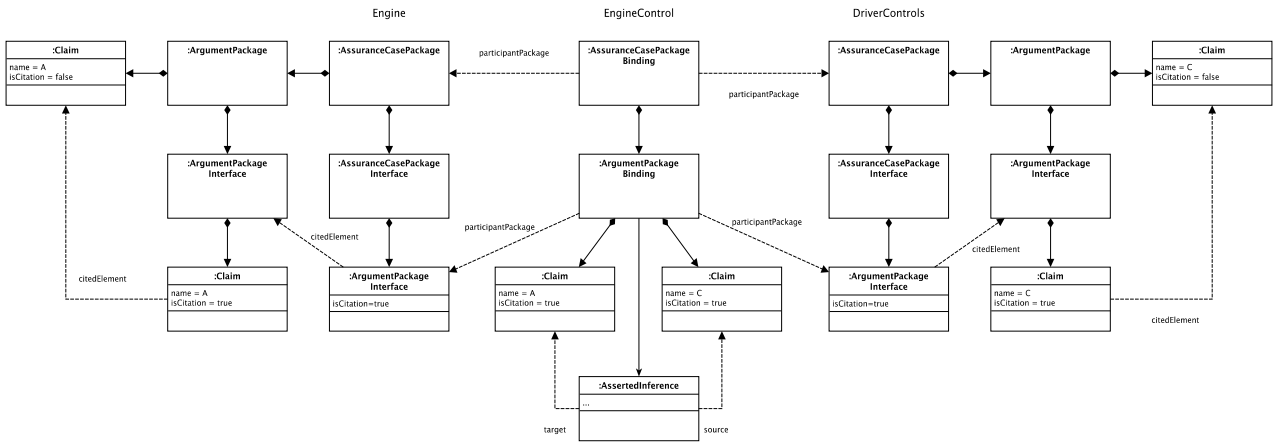 Engine
EngineControl
DriverControls
:Claim
name = A
isCitation = false
:ArgumentPackage
:AssuranceCasePackage
participantPackage
:AssuranceCasePackage
Binding
participantPackage
:AssuranceCasePackage
:ArgumentPackage
:Claim
name = C
isCitation = false
:ArgumentPackage
Interface
:AssuranceCasePackage
Interface
:ArgumentPackage
Binding
:AssuranceCasePackage
Interface
:ArgumentPackage
Interface
citedElement
participantPackage
participantPackage
citedElement
citedElement
:Claim
name = A
isCitation = true
:ArgumentPackage
Interface
isCitation=true
:Claim
name = A
isCitation = true
:Claim
name = C
isCitation = true
:ArgumentPackage
Interface
isCitation=true
:Claim
name = C
isCitation = true
citedElement
:AssertedInference
...
target
source